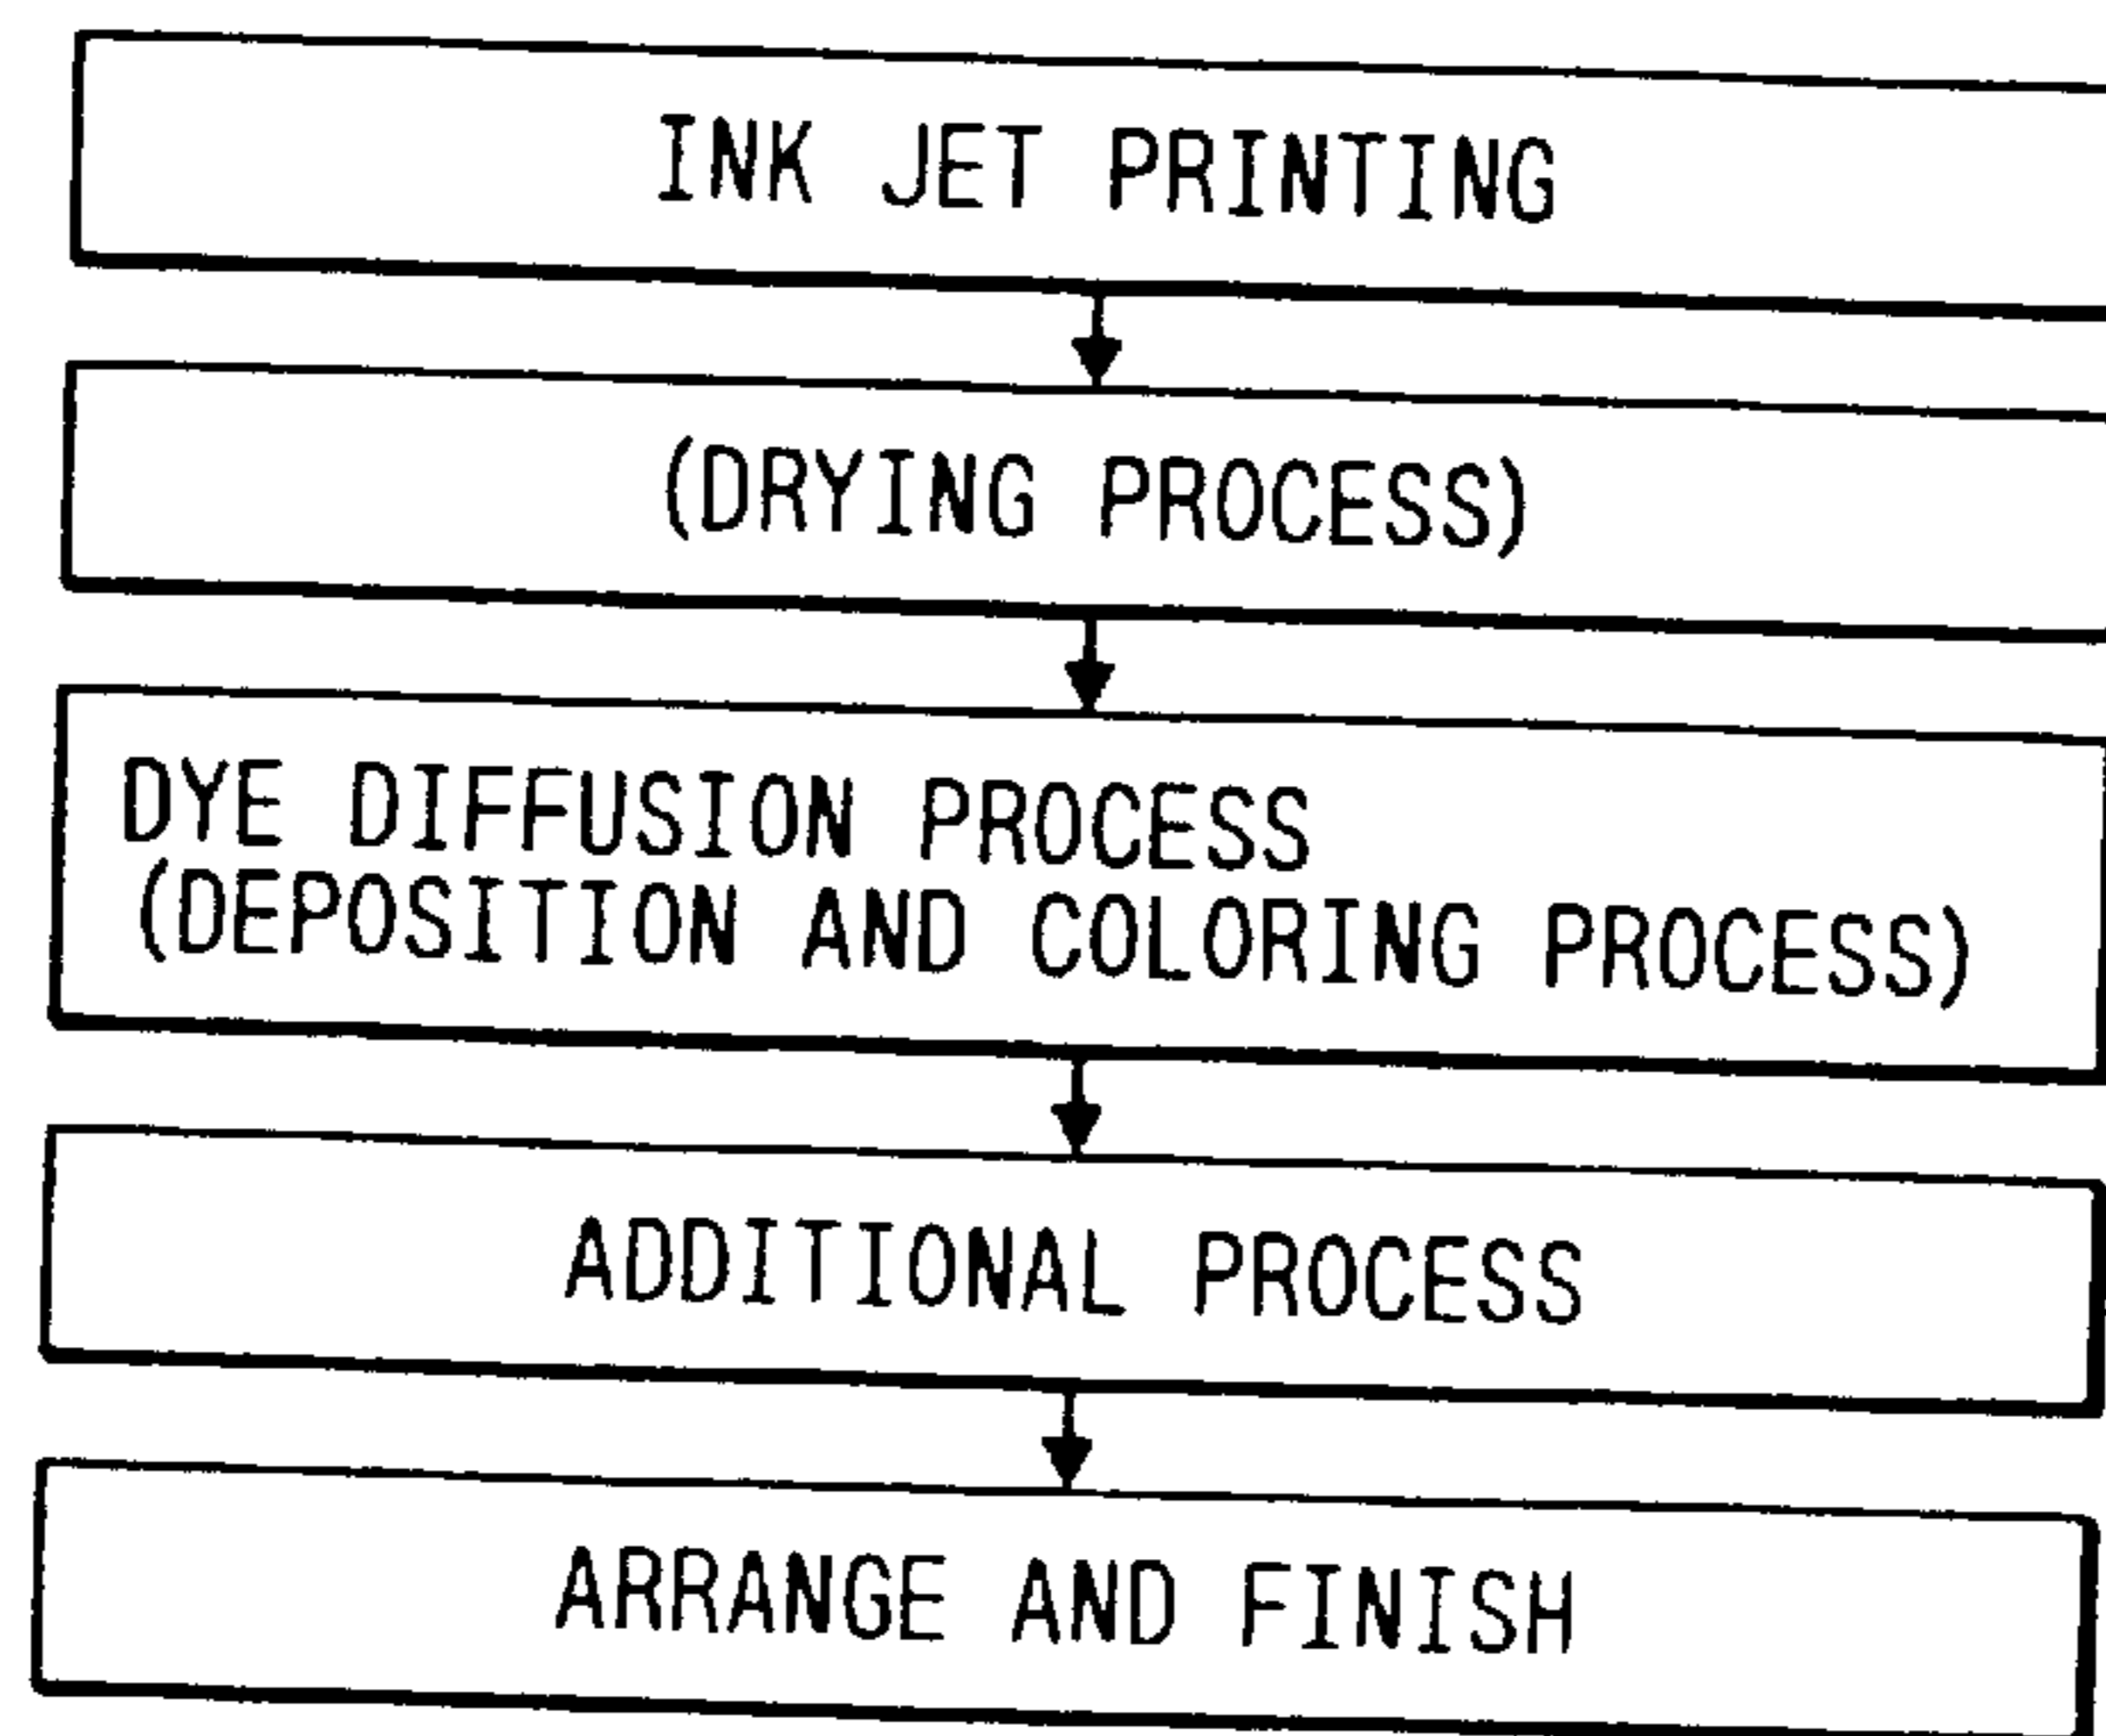 INK JET PRINTING
(DRYING PROCESS)
DYE DIFFUSION PROCESS
(DEPOSITION AND COLORING PROCESS)
ADDITIONAL PROCESS
ARRANGE AND FINISH